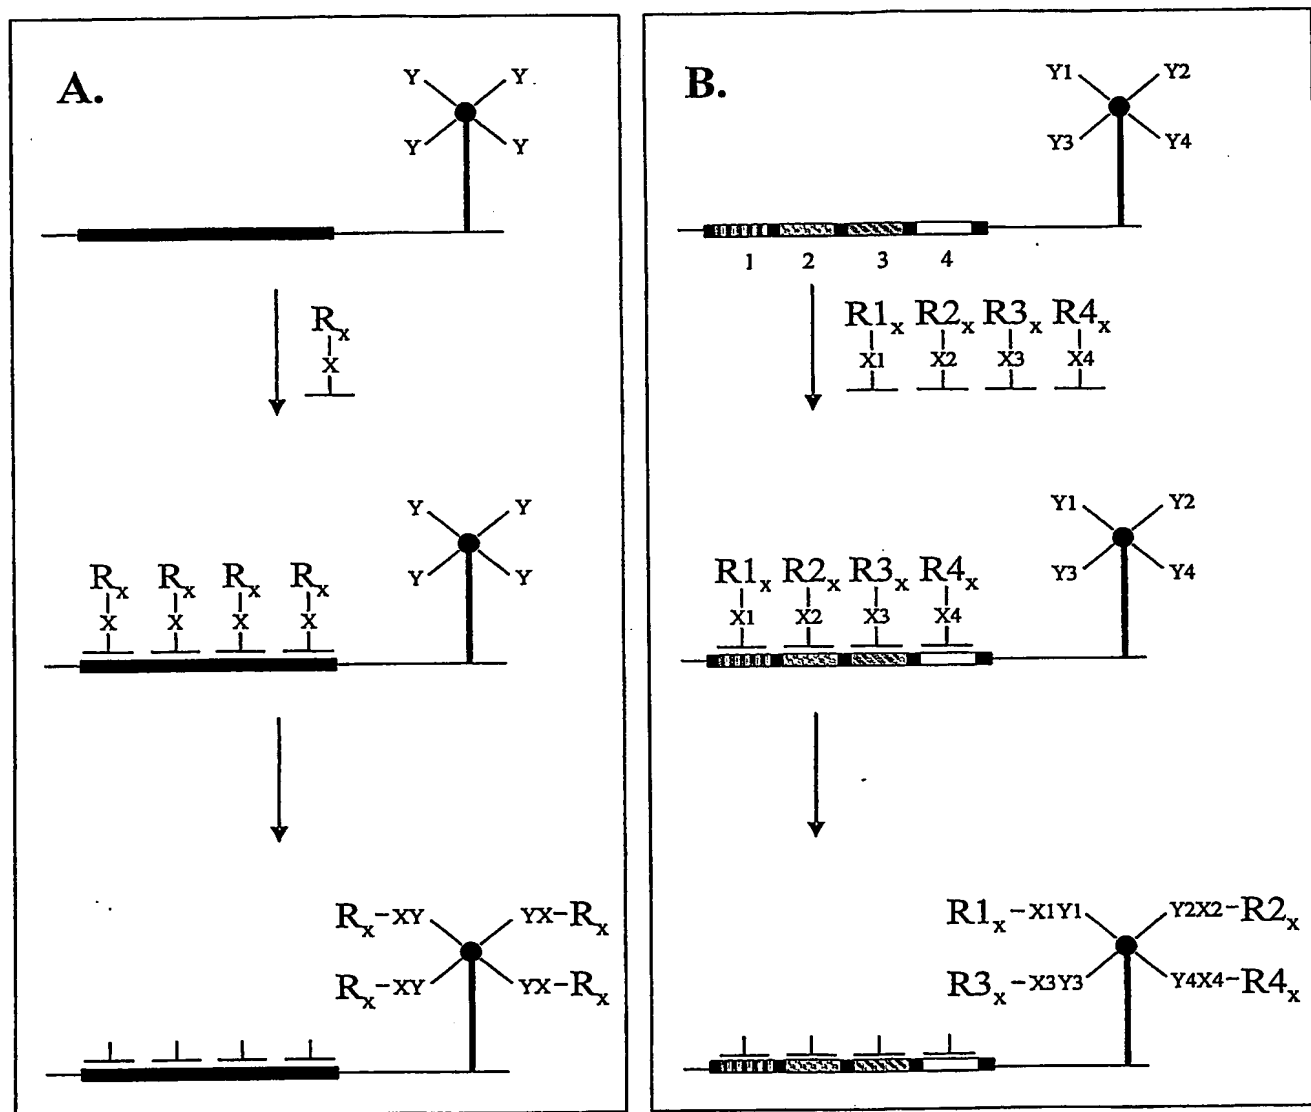 A.
Y Y
Y Y
Rx
X
Y Y
Y Y
Rx Rx Rx Rx
X X X X
Rx-XY YX-Rx
Rx-XY YX-Rx
B.
Y1 Y2
Y3 Y4
1 2 3 4
R1x R2x R3x R4x
X1 X2 X3 X4
Y1 Y2
Y3 Y4
R1x R2x R3x R4x
X1 X2 X3 X4
R1x-X1Y1 Y2X2-R2x
R3x-X3Y3 Y4X4-R4x